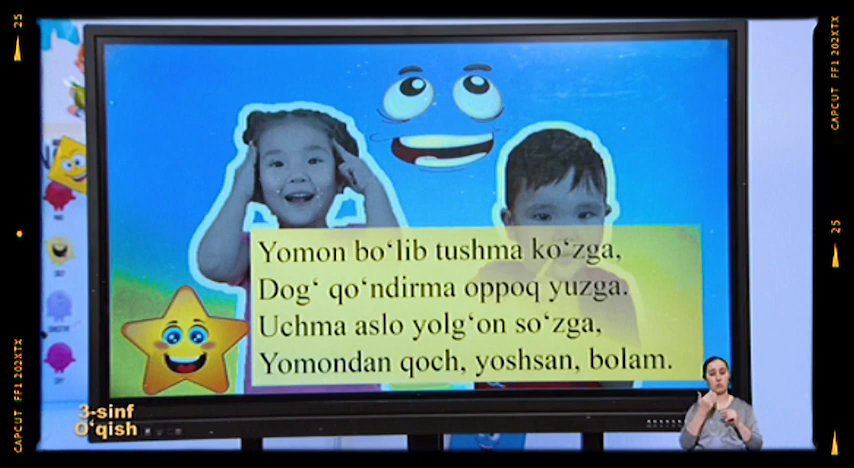 25
CAPCUT FF1 202XTX
Yomon bo‘lib tushma ko‘zga,
Dog‘ qo‘ndirma oppoq yuzga.
Uchma aslo yolg‘on so‘zga,
Yomondan qoch, yoshsan, bolam.
25
CAPCUT FF1 202XTX
3-sinf
O‘qish